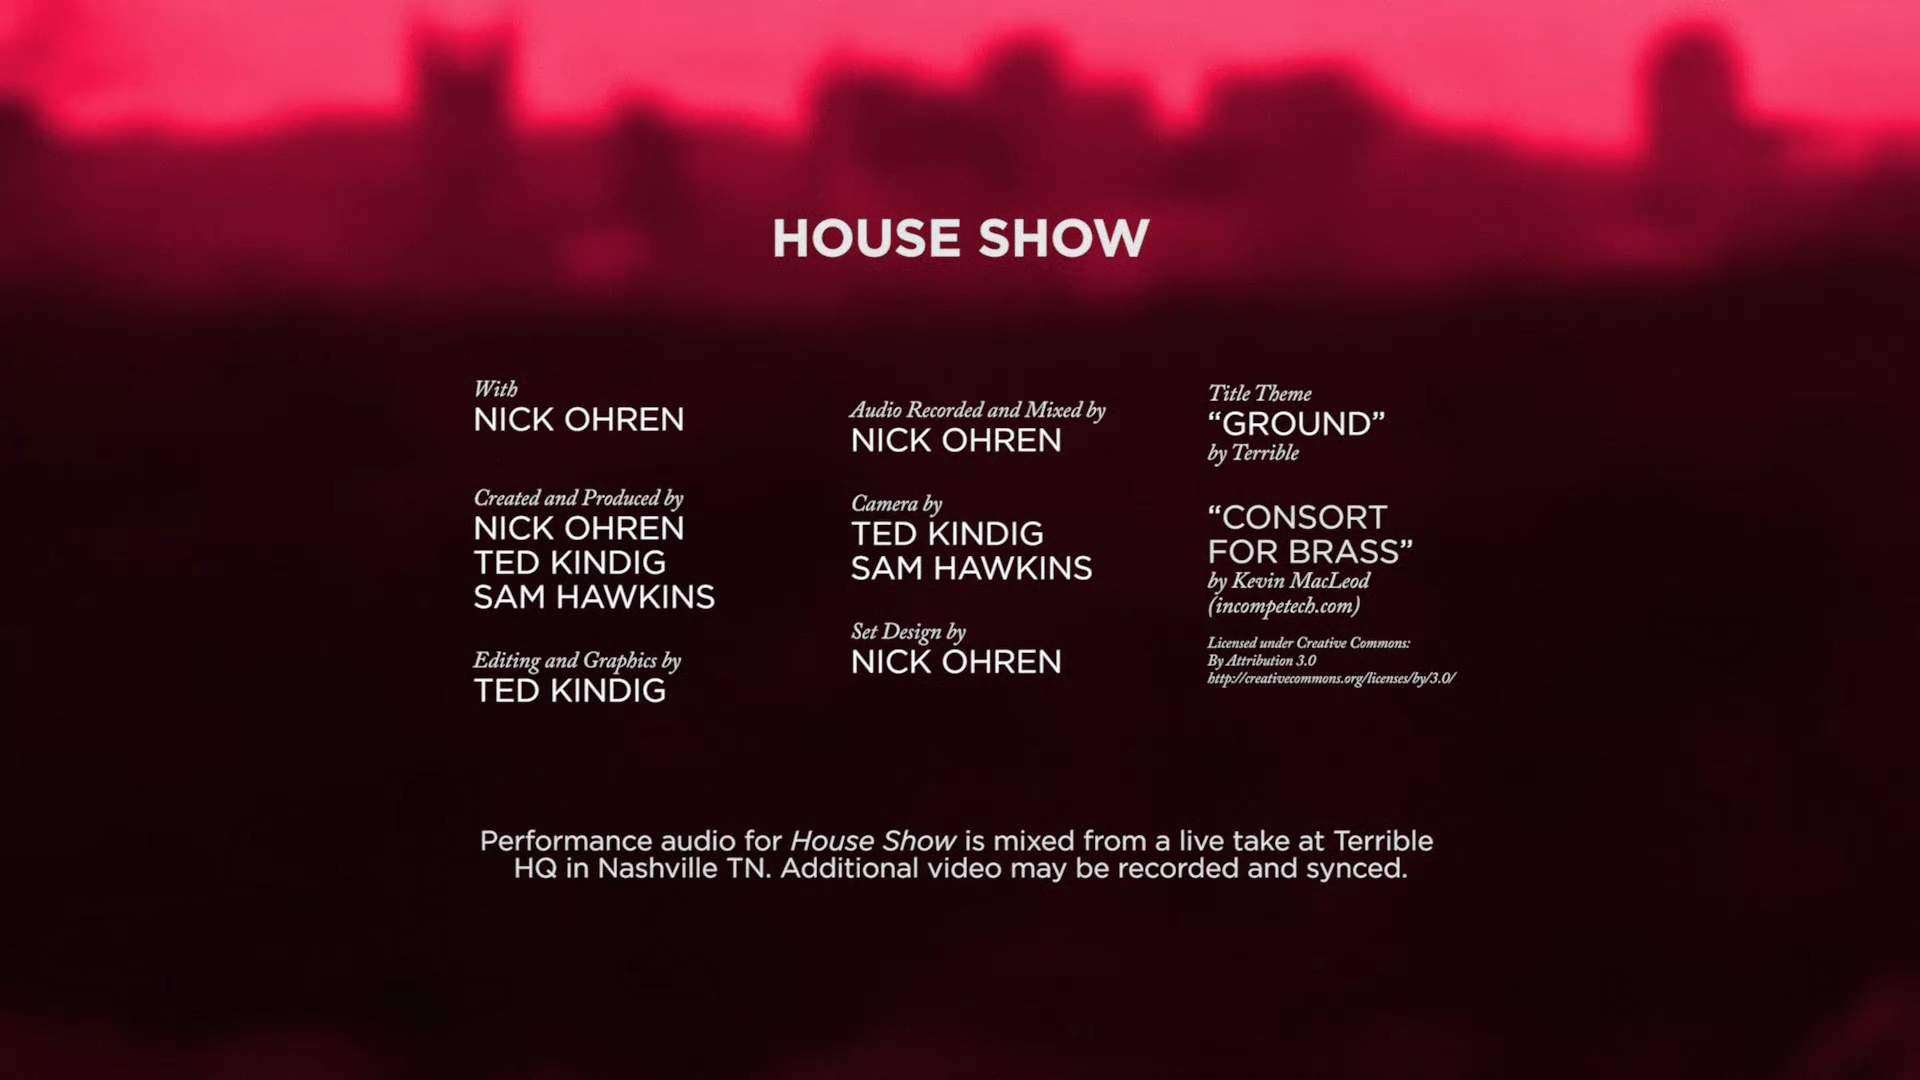 HOUSE SHOW
With
NICK OHREN
Created and Produced by
NICK OHREN
TED KINDIG
SAM HAWKINS
Editing and Graphics by
TED KINDIG
Audio Recorded and Mixed by
NICK OHREN
Camera by
TED KINDIG
SAM HAWKINS
Set Design by
NICK OHREN
Title Theme
“GROUND”
by Terrible
“CONSORT
FOR BRASS”
by Kevin MacLeod
(incompetech.com)
Licensed under Creative Commons:
By Attribution 3.0
http://creativecommons.org/licenses/by/3.0/
Performance audio for House Show is mixed from a live take at Terrible
HQ in Nashville TN. Additional video may be recorded and synced.